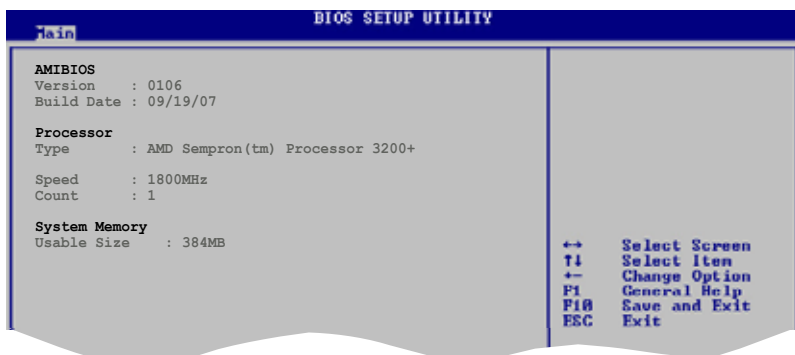 BIOS SETUP UTILITY
Main
AMIBIOS
Version : 0106
Build Date : 09/19/07
Processor
Type : AMD Sempron(tm) Processor 3200+
Speed : 1800MHz
Count : 1
System Memory
Usable Size : 384MB
↔ Select Screen
↑↓ Select Item
+- Change Option
F1 General Help
F10 Save and Exit
ESC Exit